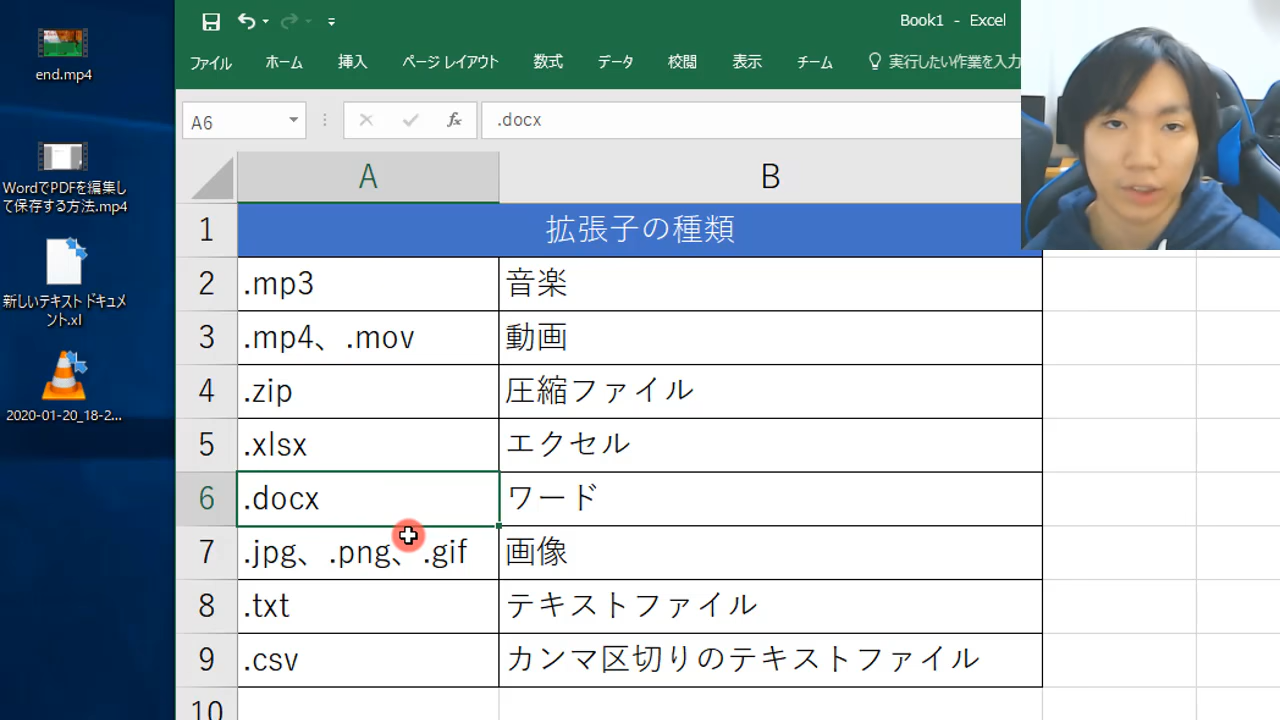 end.mp4
WordでPDFを編集し
て保存する方法.mp4
新しいテキスト ドキュメ
ント.xl
2020-01-20_18-2...
Book1 - Excel
ファイル ホーム 挿入 ページ レイアウト 数式 データ 校閲 表示 チーム 実行したい作業を入力
A6 fx .docx
A B
1 拡張子の種類
2 .mp3 音楽
3 .mp4、.mov 動画
4 .zip 圧縮ファイル
5 .xlsx エクセル
6 .docx ワード
7 .jpg、.png、.gif 画像
8 .txt テキストファイル
9 .csv カンマ区切りのテキストファイル
10